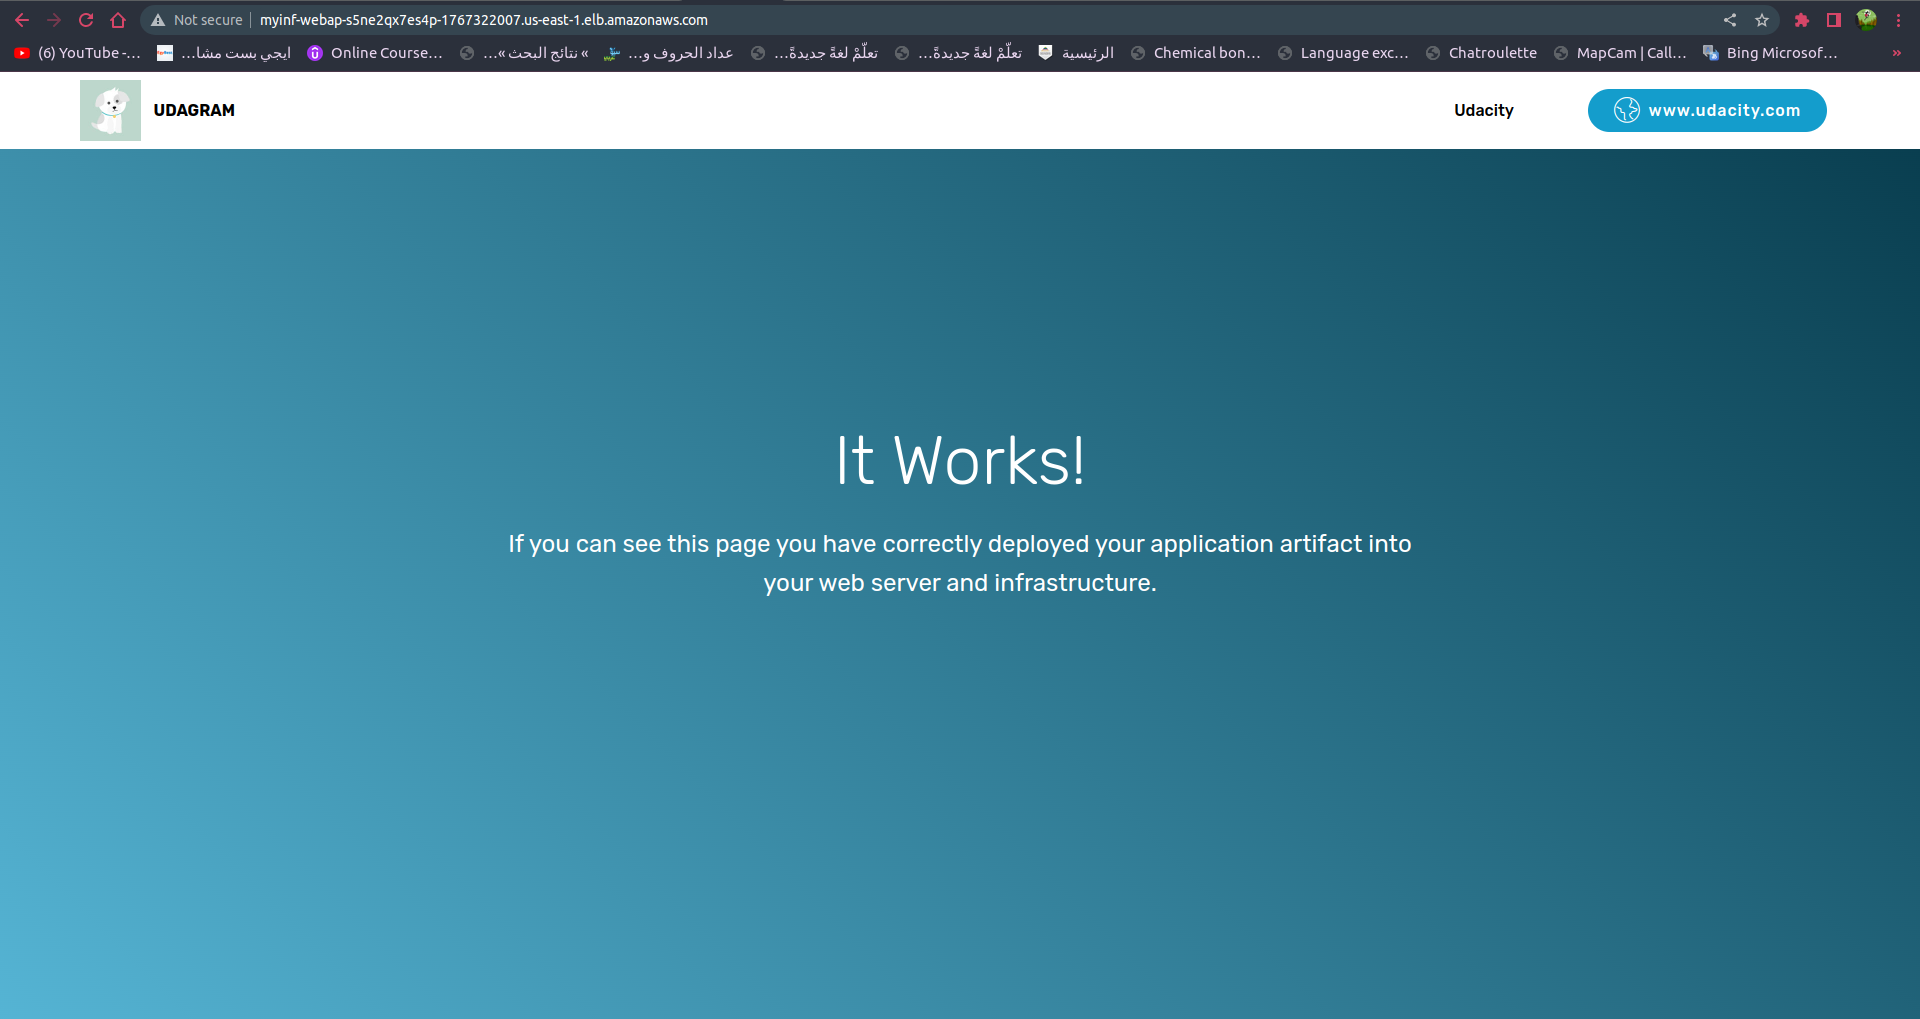 Not secure | myinf-webap-s5ne2qx7es4p-1767322007.us-east-1.elb.amazonaws.com
(6) YouTube -... ايجي بست مشا... Online Course... » نتائج البحث «... عداد الحروف و... تعلّمْ لغةً جديدةً... تعلّمْ لغةً جديدةً... الرئيسية Chemical bon... Language exc... Chatroulette MapCam | Call... Bing Microsof... »
UDAGRAM Udacity www.udacity.com
It Works!
If you can see this page you have correctly deployed your application artifact into
your web server and infrastructure.